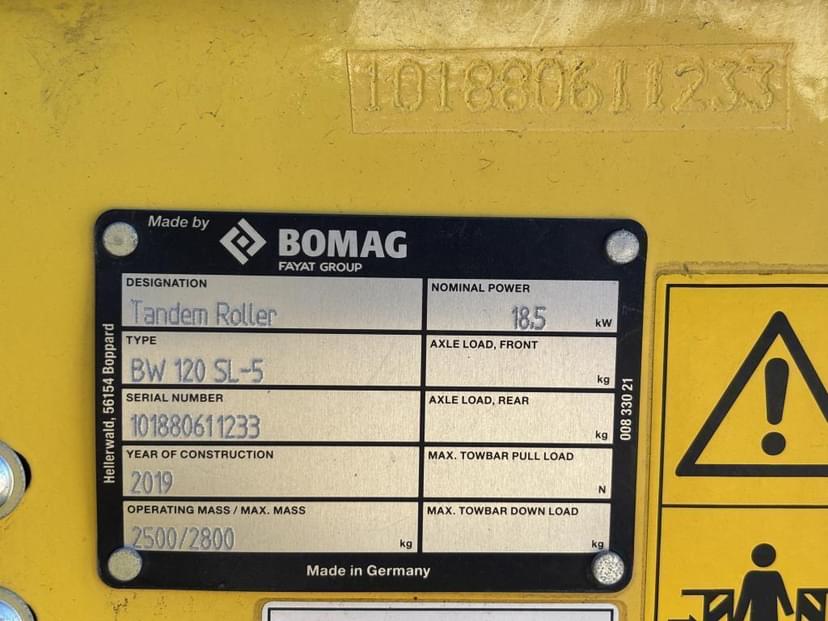 101880611233
Made by
BOMAG
FAYAT GROUP
DESIGNATION
Tandem Roller
NOMINAL POWER
18,5 kW
TYPE
BW 120 SL-5
AXLE LOAD, FRONT
kg
SERIAL NUMBER
101880611233
AXLE LOAD, REAR
kg
YEAR OF CONSTRUCTION
2019
MAX. TOWBAR PULL LOAD
N
OPERATING MASS / MAX. MASS
2500/2800 kg
MAX. TOWBAR DOWN LOAD
kg
Hellerwald, 56154 Boppard
008 330 21
Made in Germany